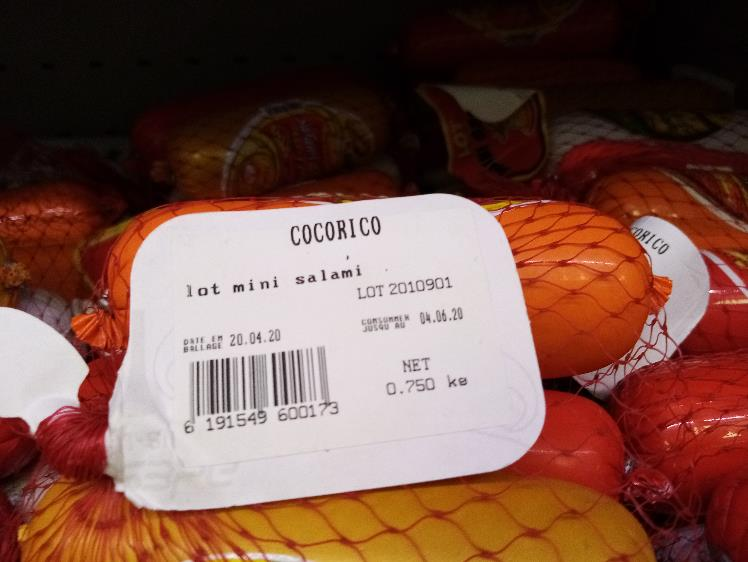 COCORICO
lot mini salami
LOT 2010901
DATE EM
BALLAGE 20.04.20
CONSOMMER
JUSQU AU 04.06.20
NET
0.750 kg
6 191549 600173
ORICO